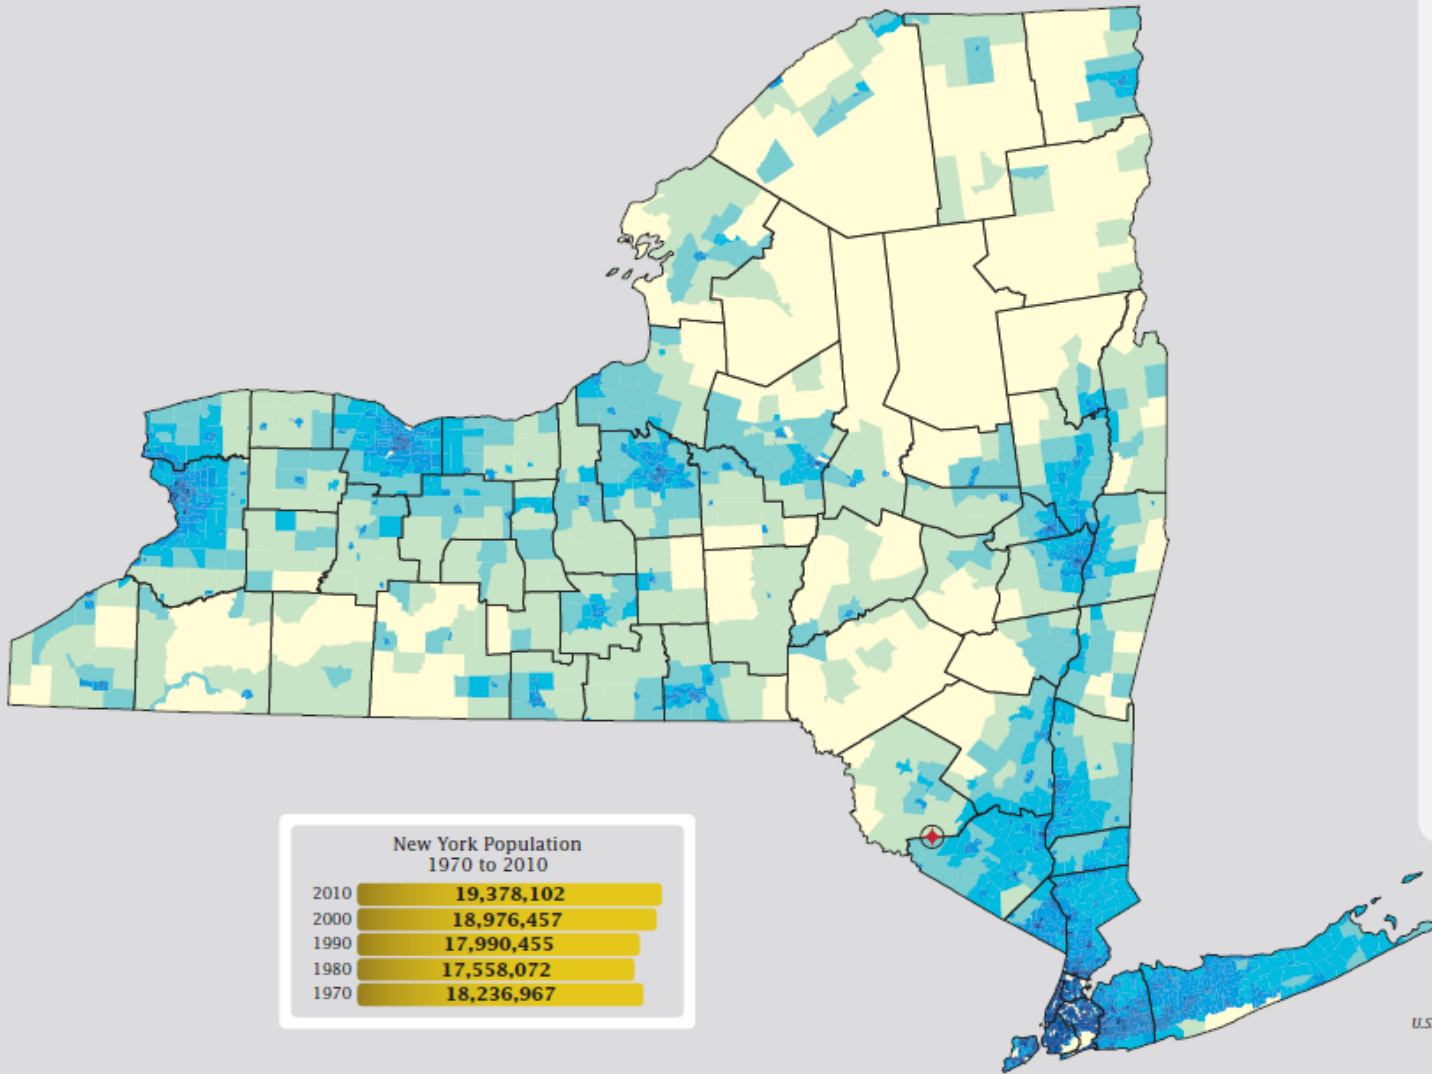 New York Population
1970 to 2010
2010 19,378,102
2000 18,976,457
1990 17,990,455
1980 17,558,072
1970 18,236,967
U.S